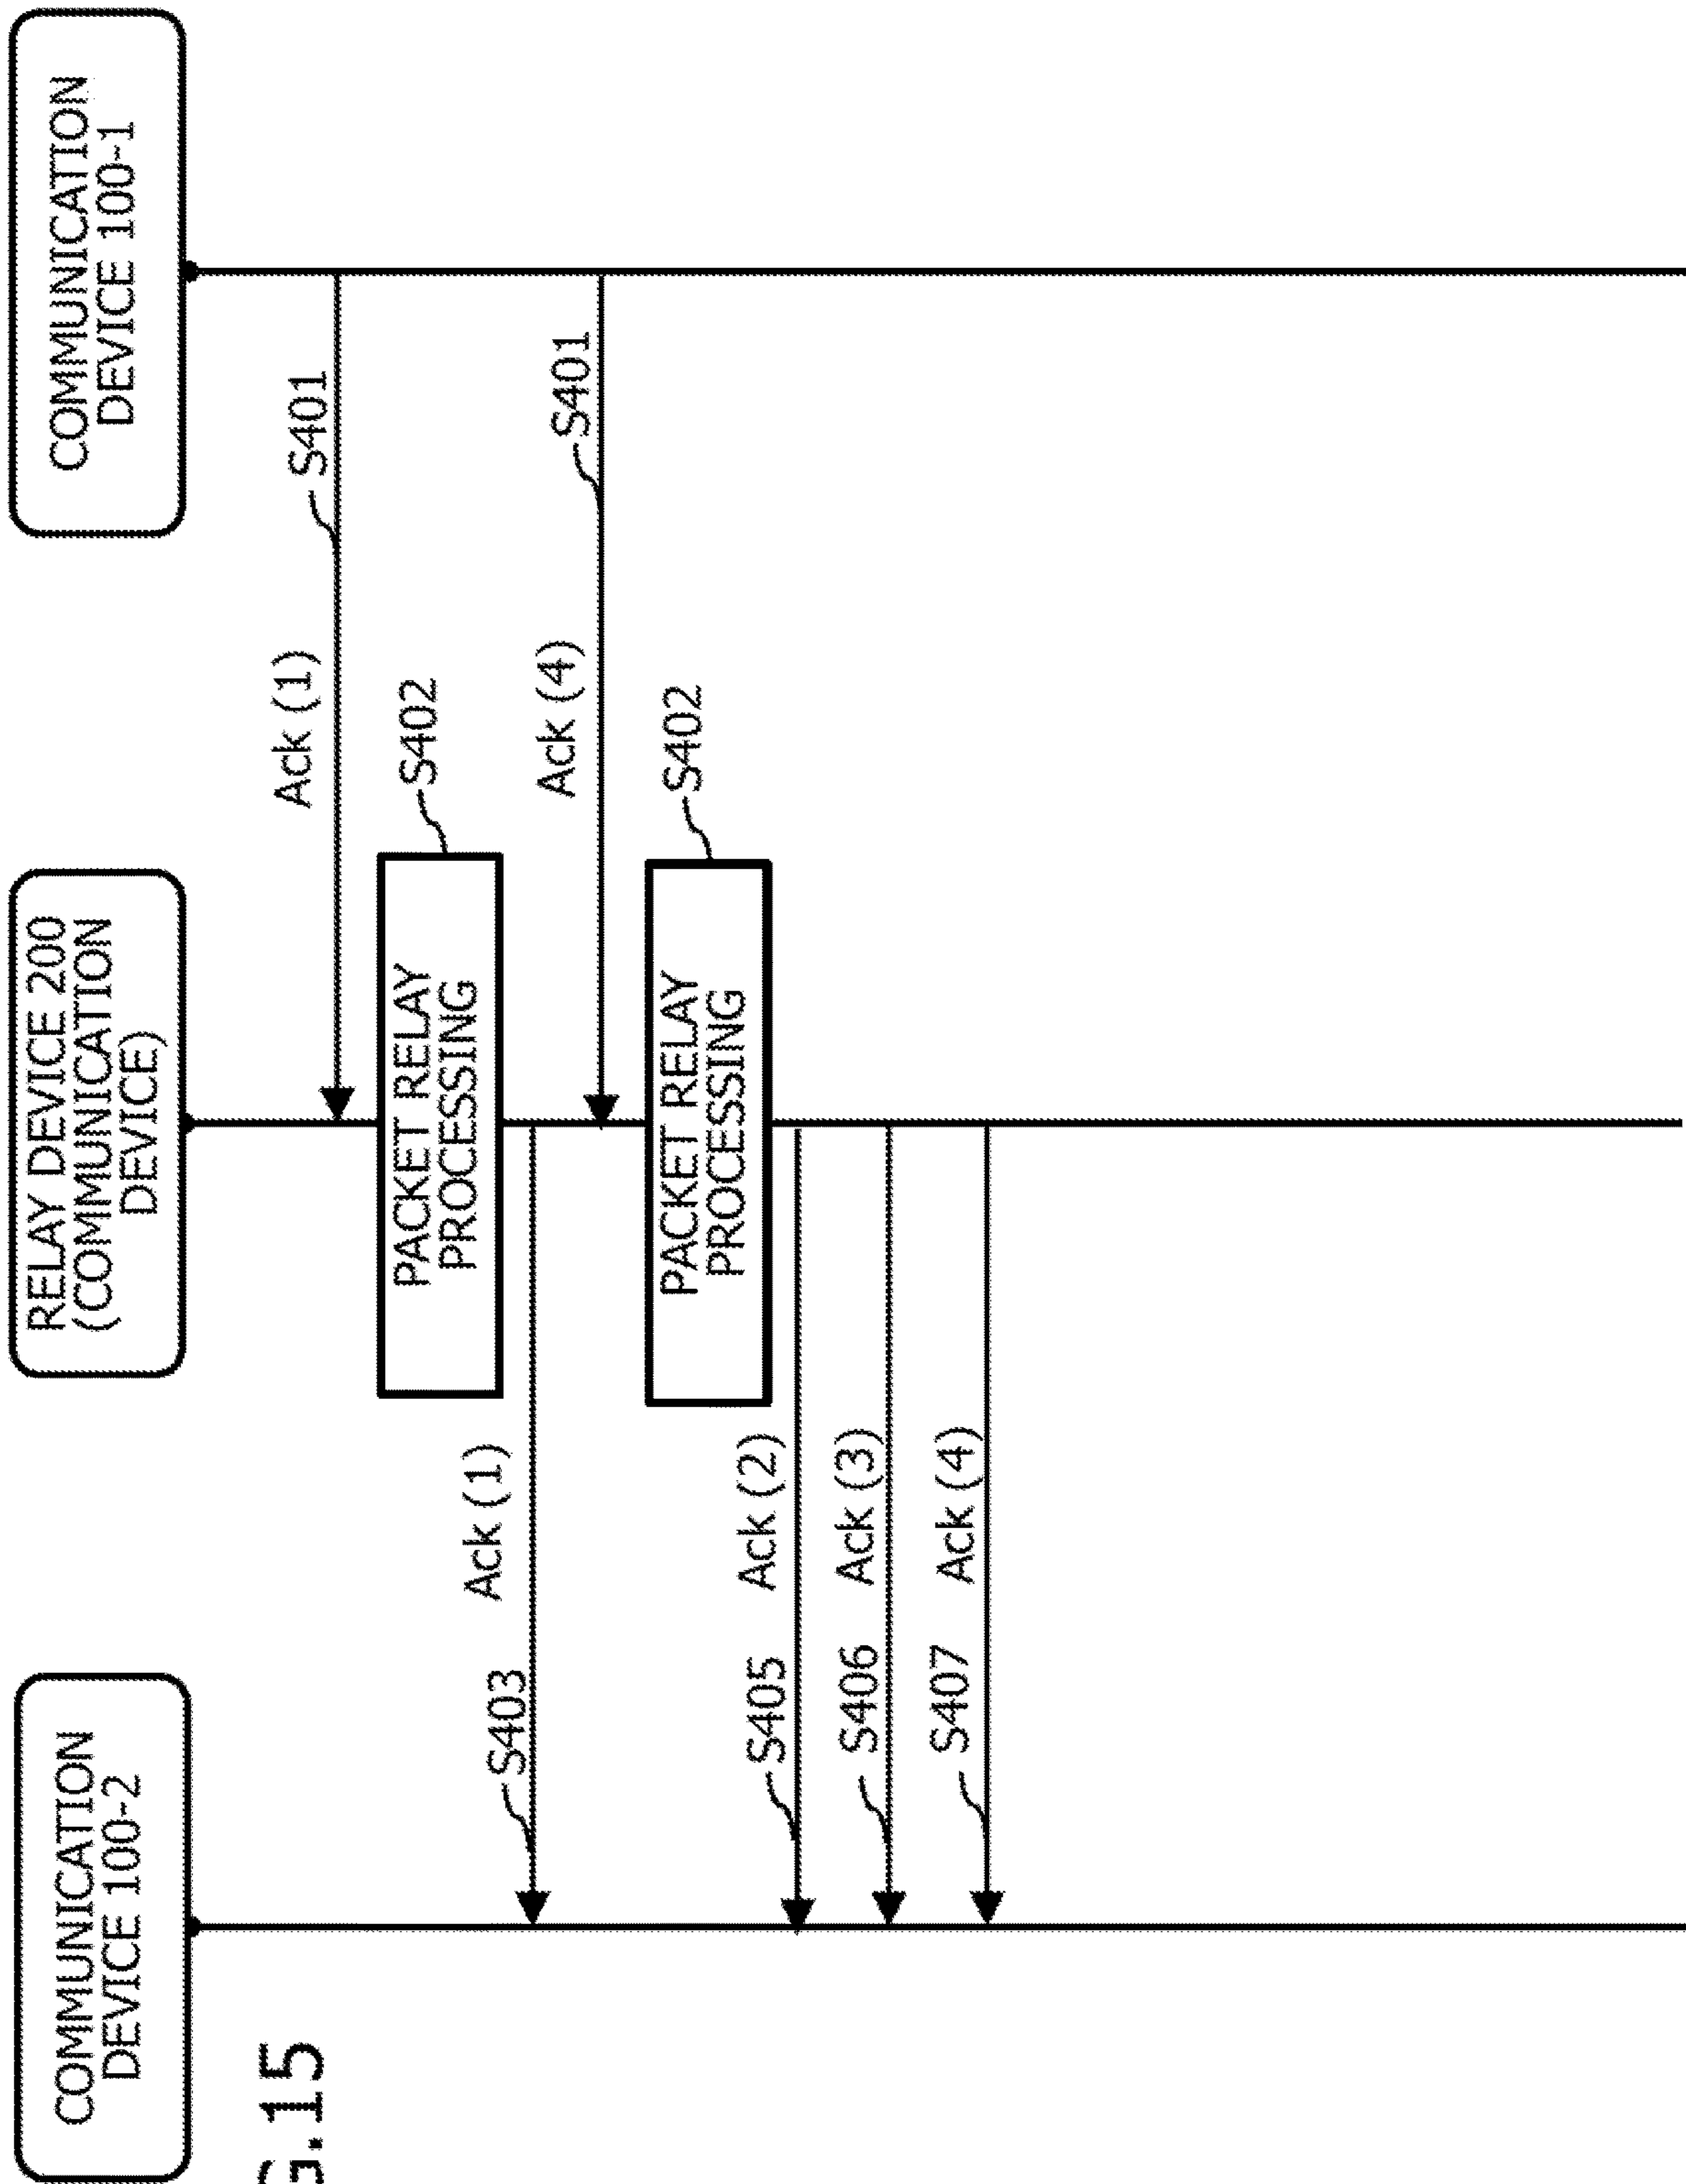 COMMUNICATION
DEVICE 100-2
RELAY DEVICE 200
(COMMUNICATION
DEVICE)
COMMUNICATION
DEVICE 100-1
G.15
Ack (1)
S401
PACKET RELAY
PROCESSING
S402
S403
Ack (1)
Ack (4)
S401
PACKET RELAY
PROCESSING
S402
S405
Ack (2)
S406
Ack (3)
S407
Ack (4)